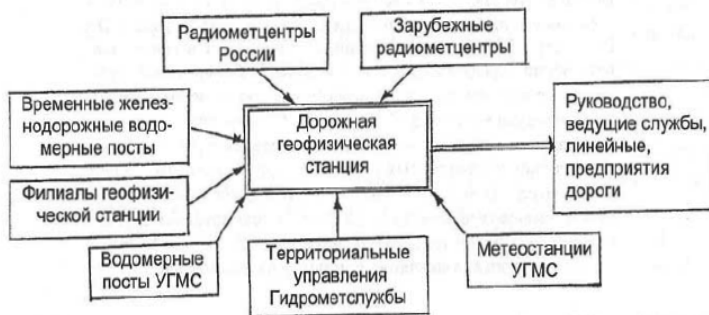 Радиометцентры
России
Зарубежные
радиометцентры
Временные желез-
нодорожные водо-
мерные посты
Дорожная
геофизическая
станция
Руководство,
ведущие службы,
линейные,
предприятия
дороги
Филиалы геофизи-
ческой станции
Водомерные
посты УГМС
Территориальные
управления
Гидрометслужбы
Метеостанции
УГМС